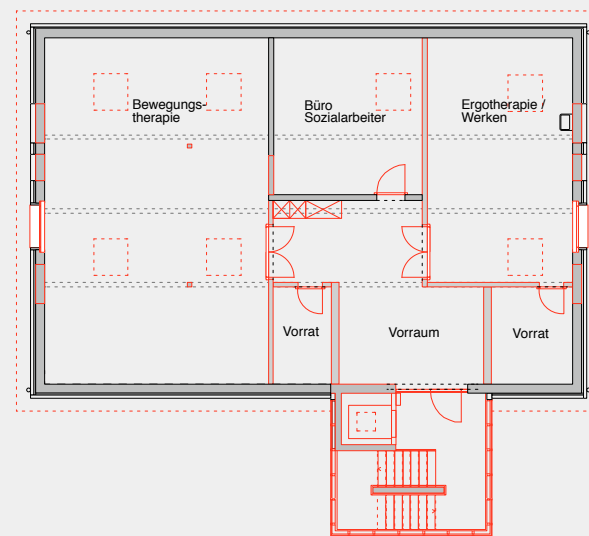 Bewegungs-
therapie
Büro
Sozialarbeiter
Ergotherapie /
Werken
Vorrat
Vorraum
Vorrat